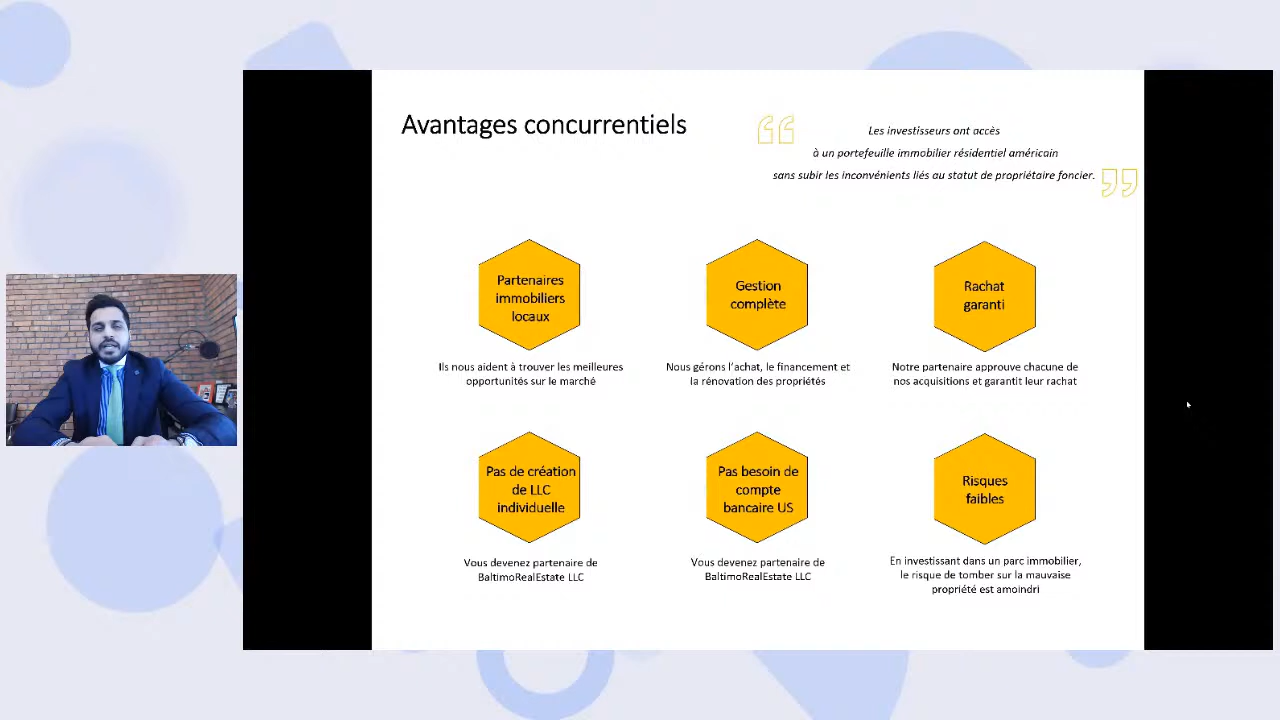 Avantages concurrentiels
Les investisseurs ont accès
à un portefeuille immobilier résidentiel américain
sans subir les inconvénients liés au statut de propriétaire foncier.
Partenaires
immobiliers
locaux
Ils nous aident à trouver les meilleures
opportunités sur le marché
Gestion
complète
Nous gérons l'achat, le financement et
la rénovation des propriétés
Rachat
garanti
Notre partenaire approuve chacune de
nos acquisitions et garantit leur rachat
Pas de création
de LLC
individuelle
Vous devenez partenaire de
BaltimoRealEstate LLC
Pas besoin de
compte
bancaire US
Vous devenez partenaire de
BaltimoRealEstate LLC
Risques
faibles
En investissant dans un parc immobilier,
le risque de tomber sur la mauvaise
propriété est amoindri